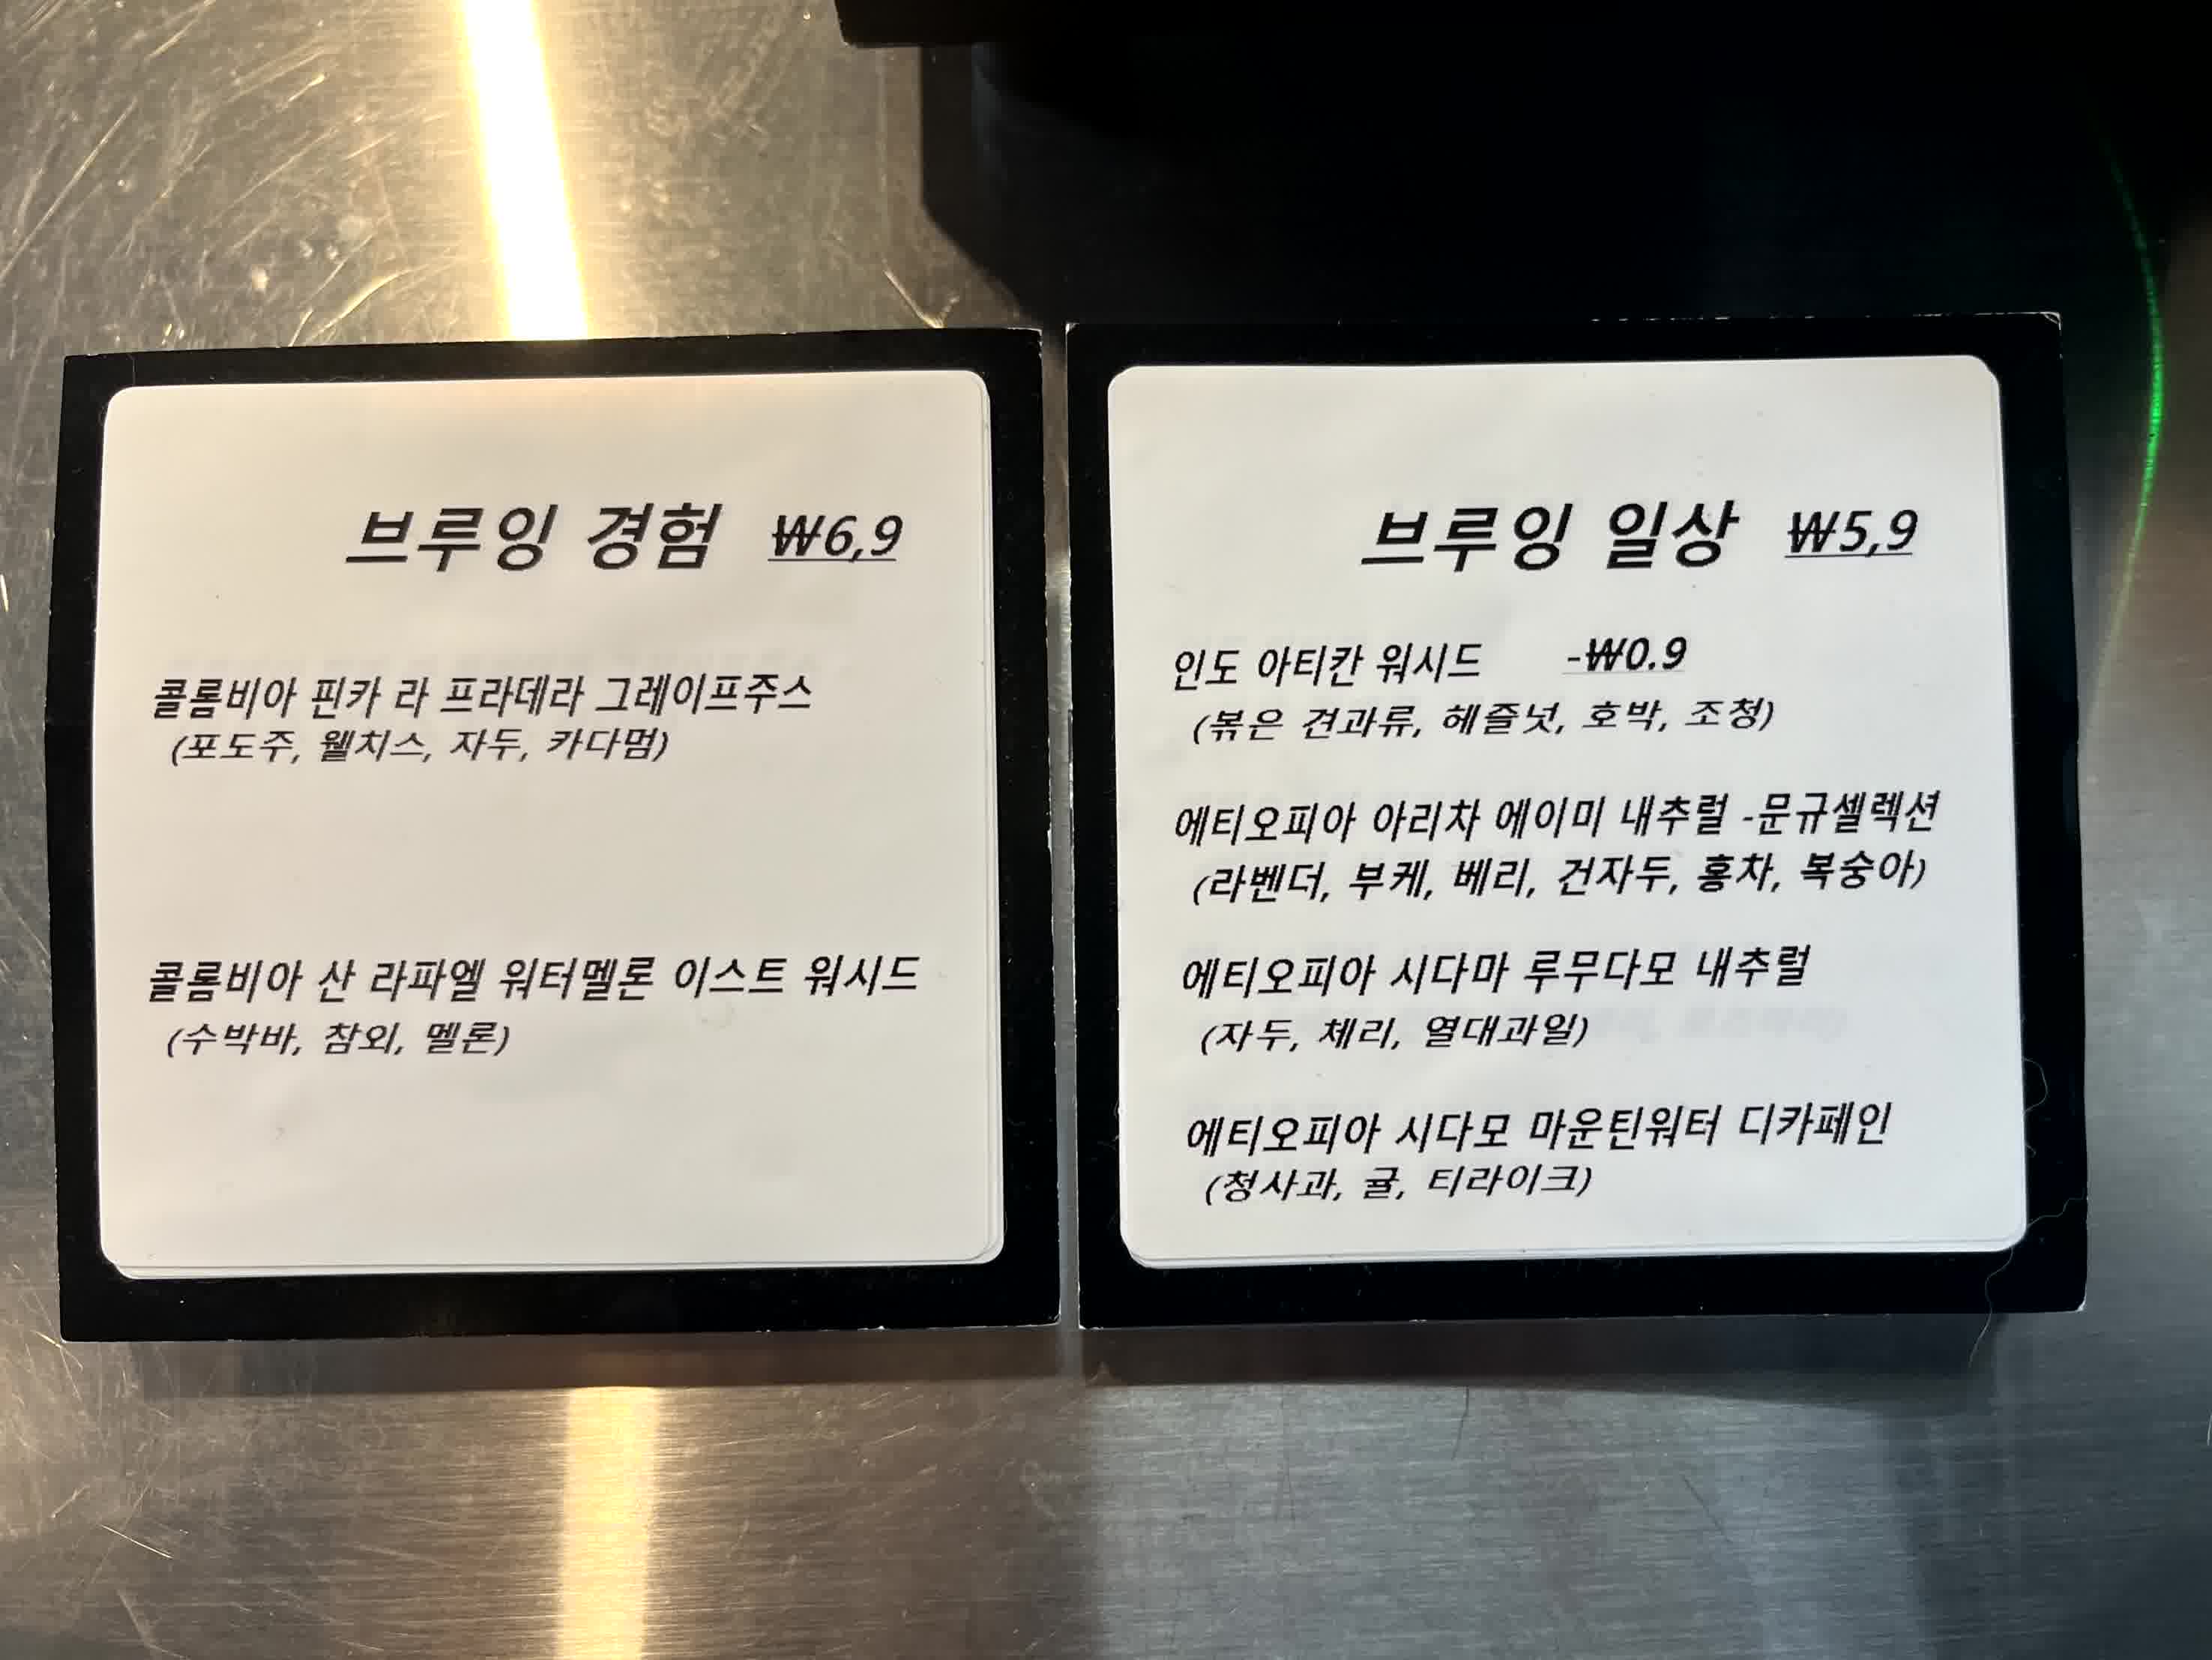 브루잉 경험 ₩6,9
콜롬비아 핀카 라 프라데라 그레이프주스
(포도주, 웰치스, 자두, 카다멈)
콜롬비아 산 라파엘 워터멜론 이스트 워시드
(수박바, 참외, 멜론)
브루잉 일상 ₩5,9
인도 아티칸 워시드 -₩0.9
(볶은 견과류, 헤즐넛, 호박, 조청)
에티오피아 아리차 에이미 내추럴 -문규셀렉션
(라벤더, 부케, 베리, 건자두, 홍차, 복숭아)
에티오피아 시다마 루무다모 내추럴
(자두, 체리, 열대과일)
에티오피아 시다모 마운틴워터 디카페인
(청사과, 귤, 티라이크)